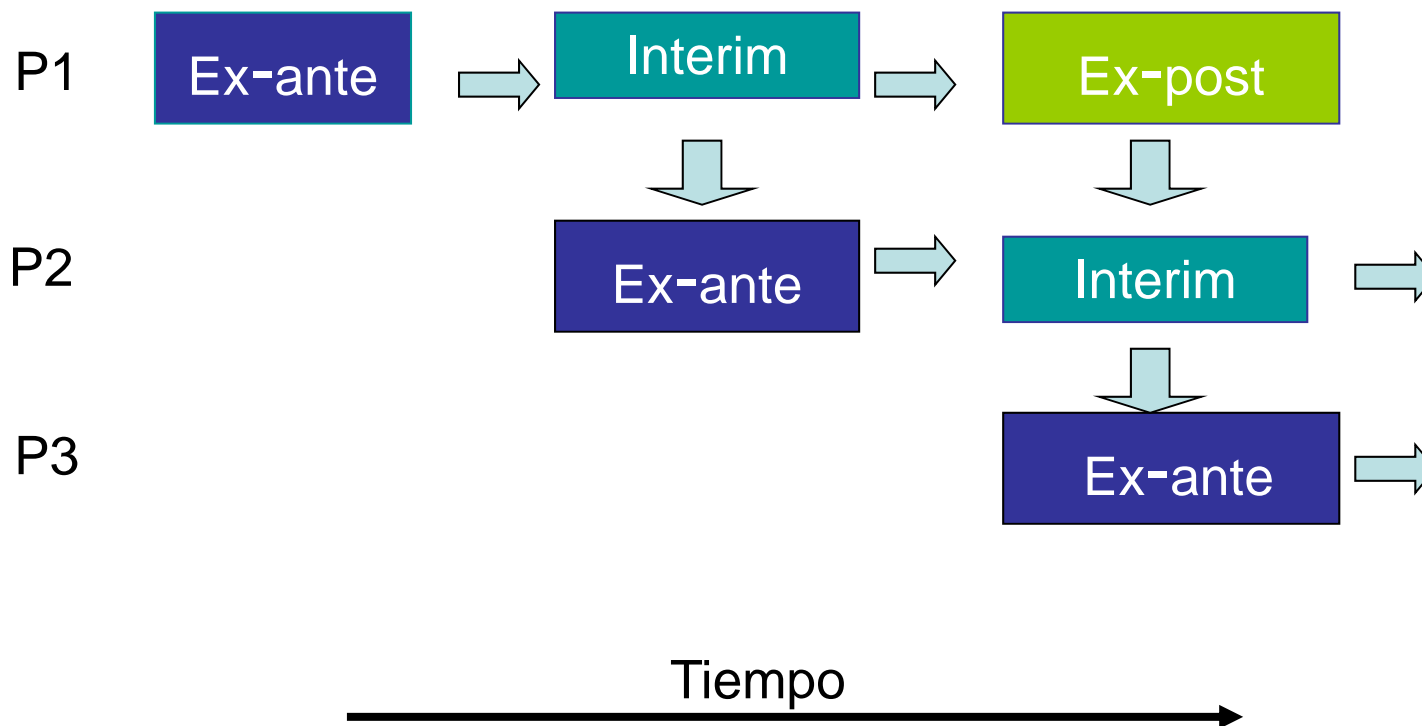 P1
Ex-ante
Interim
Ex-post
P2
Ex-ante
Interim
P3
Ex-ante
Tiempo